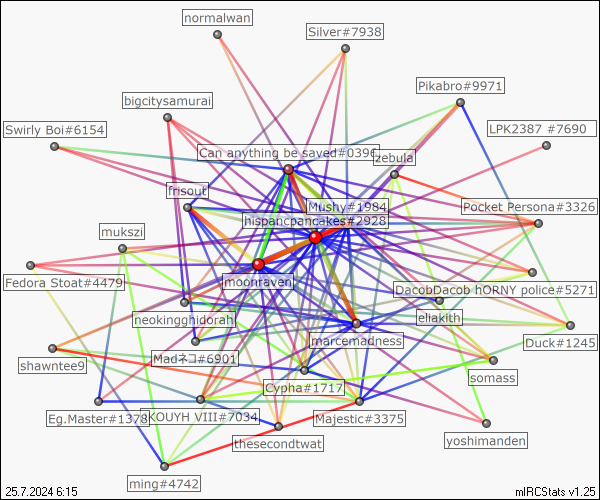 normalwan
Silver#7938
Pikabro#9971
bigcitysamurai
Swirly Boi#6154
LPK2387 #7690
Can anything be saved#0396
zebula
frisout
Mushy#1984
Pocket Persona#3326
hispancpancakes#2928
mukszi
Fedora Stoat#4479
moonraven
DacobDacob hORNY police#5271
neokingghidorah
eliakith
marcemadness
Duck#1245
Madネコ#6901
shawntee9
somass
Cypha#1717
Eg.Master#1378
KOUYH VIII#7034
Majestic#3375
thesecondtwat
yoshimanden
ming#4742
25.7.2024 6:15
mIRCStats v1.25